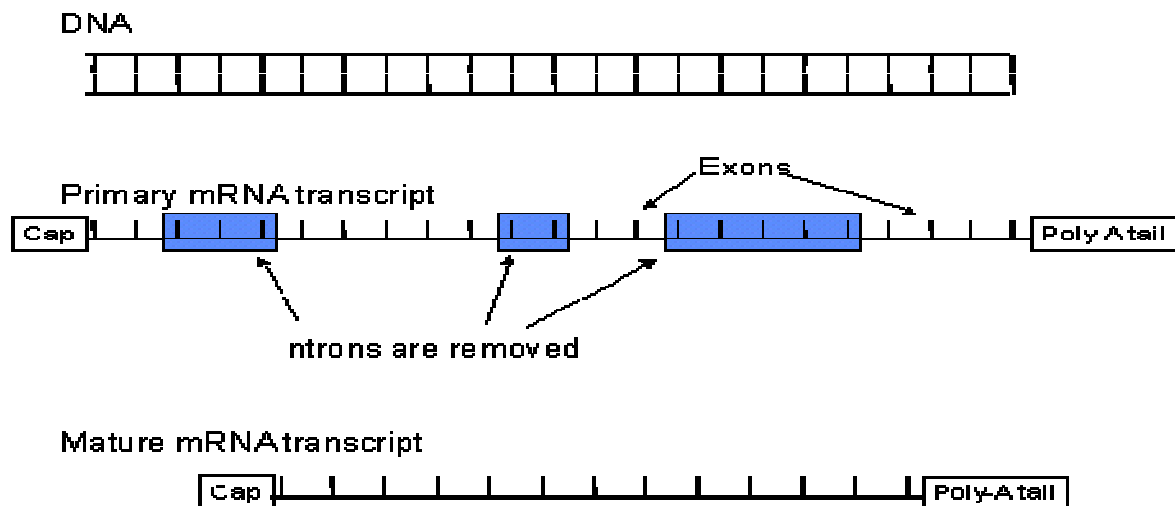 DNA
Exons
Primary mRNA transcript
Cap
Poly A tail
ntrons are removed
Mature mRNA transcript
Cap
Poly-A tail